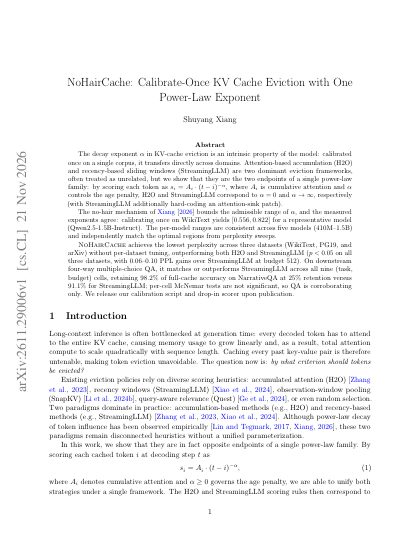 NoHairCache: Calibrate-Once KV Cache Eviction with One
Power-Law Exponent
Shuyang Xiang
Abstract
The decay exponent α in KV-cache eviction is an intrinsic property of the model: calibrated
once on a single corpus, it transfers directly across domains. Attention-based accumulation (H2O)
and recency-based sliding windows (StreamingLLM) are two dominant eviction frameworks,
often treated as unrelated, but we show that they are the two endpoints of a single power-law
family: by scoring each token as sᵢ = Aᵢ · (t − i)^−α, where Aᵢ is cumulative attention and α
controls the age penalty, H2O and StreamingLLM correspond to α = 0 and α → ∞, respectively
(with StreamingLLM additionally hard-coding an attention-sink patch).
The no-hair mechanism of Xiang [2026] bounds the admissible range of α, and the measured
exponents agree: calibrating once on WikiText yields [0.556, 0.822] for a representative model
(Qwen2.5-1.5B-Instruct). The per-model ranges are consistent across five models (410M–1.5B)
and independently match the optimal regions from perplexity sweeps.
NoHairCache achieves the lowest perplexity across three datasets (WikiText, PG19, and
arXiv) without per-dataset tuning, outperforming both H2O and StreamingLLM (p < 0.05 on
all three datasets, with 0.06-0.10 PPL gains over StreamingLLM at budget 512). On downstream
four-way multiple-choice QA, it matches or outperforms StreamingLLM across all nine (task,
budget) cells, retaining 98.2% of full-cache accuracy on NarrativeQA at 25% retention versus
91.1% for StreamingLLM; per-cell McNemar tests are not significant, so QA is corroborating
only. We release our calibration script and drop-in scorer upon publication.
1 Introduction
Long-context inference is often bottlenecked at generation time: every decoded token has to attend
to the entire KV cache, causing memory usage to grow linearly and, as a result, total attention
compute to scale quadratically with sequence length. Caching every past key-value pair is therefore
untenable, making token eviction unavoidable. The question now is: by what criterion should tokens
be evicted?
Existing eviction policies rely on diverse scoring heuristics: accumulated attention (H2O) [Zhang
et al., 2023], recency windows (StreamingLLM) [Xiao et al., 2024], observation-window pooling
(SnapKV) [Li et al., 2024b], query-aware relevance (Quest) [Ge et al., 2024], or even random selection.
Two paradigms dominate in practice: accumulation-based methods (e.g., H2O) and recency-based
methods (e.g., StreamingLLM) [Zhang et al., 2023, Xiao et al., 2024]. Although power-law decay
of token influence has been observed empirically [Lin and Tegmark, 2017, Xiang, 2026], these two
paradigms remain disconnected heuristics without a unified parameterization.
In this work, we show that they are in fact opposite endpoints of a single power-law family. By
scoring each cached token i at decoding step t as
sᵢ = Aᵢ · (t − i)^−α, (1)
where Aᵢ denotes cumulative attention and α ≥ 0 governs the age penalty, we are able to unify both
strategies under a single framework. The H2O and StreamingLLM scoring rules then correspond to
1
arXiv:2611.29006v1 [cs.CL] 21 Nov 2026